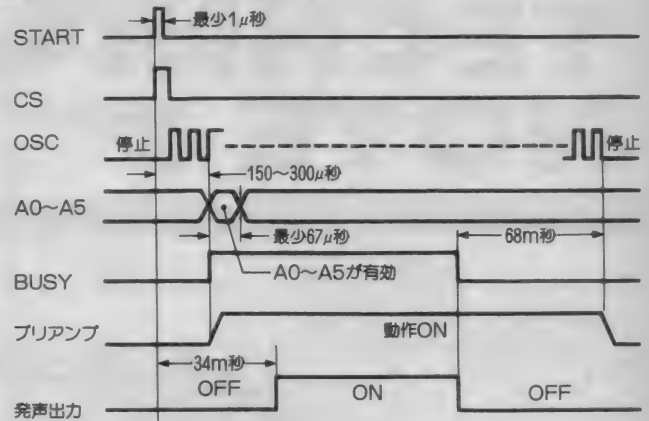 最少1μ秒
START
CS
OSC
停止
停止
150～300μ秒
A0～A5
最少67μ秒
68m秒
A0～A5が有効
BUSY
プリアンプ
動作ON
34m秒
OFF
ON
OFF
発声出力